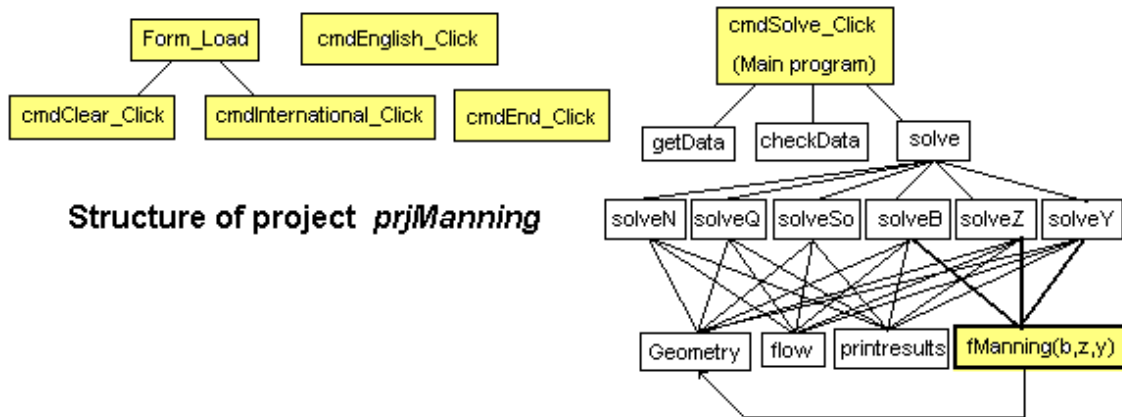 Form_Load
cmdEnglish_Click
cmdSolve_Click
(Main program)
cmdClear_Click
cmdInternational_Click
cmdEnd_Click
getData
checkData
solve
Structure of project prjManning
solveN
solveQ
solveSo
solveB
solveZ
solveY
Geometry
flow
printresults
fManning(b,z,y)